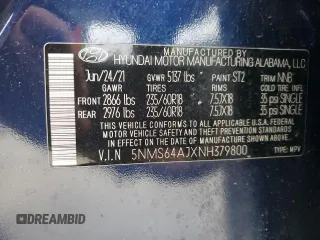 MANUFACTURED BY
HYUNDAI MOTOR MANUFACTURING ALABAMA, LLC
Jun/24/21 GVWR 5137 lbs PAINT ST2 TRIM NNB
GAWR TIRES RIMS COLD TIRE INFL
FRONT 2866 lbs 235/60R18 7.5JX18 35 psi SINGLE
REAR 2976 lbs 235/60R18 7.5JX18 35 psi SINGLE
THIS VEHICLE CONFORMS TO ALL APPLICABLE
FEDERAL MOTOR VEHICLE SAFETY, BUMPER, AND THEFT
PREVENTION STANDARDS IN EFFECT ON THE DATE OF
MANUFACTURE SHOWN ABOVE.
V.I.N 5NMS64AJXNH379800 TYPE: MPV
© DREAMBID DREAMBID